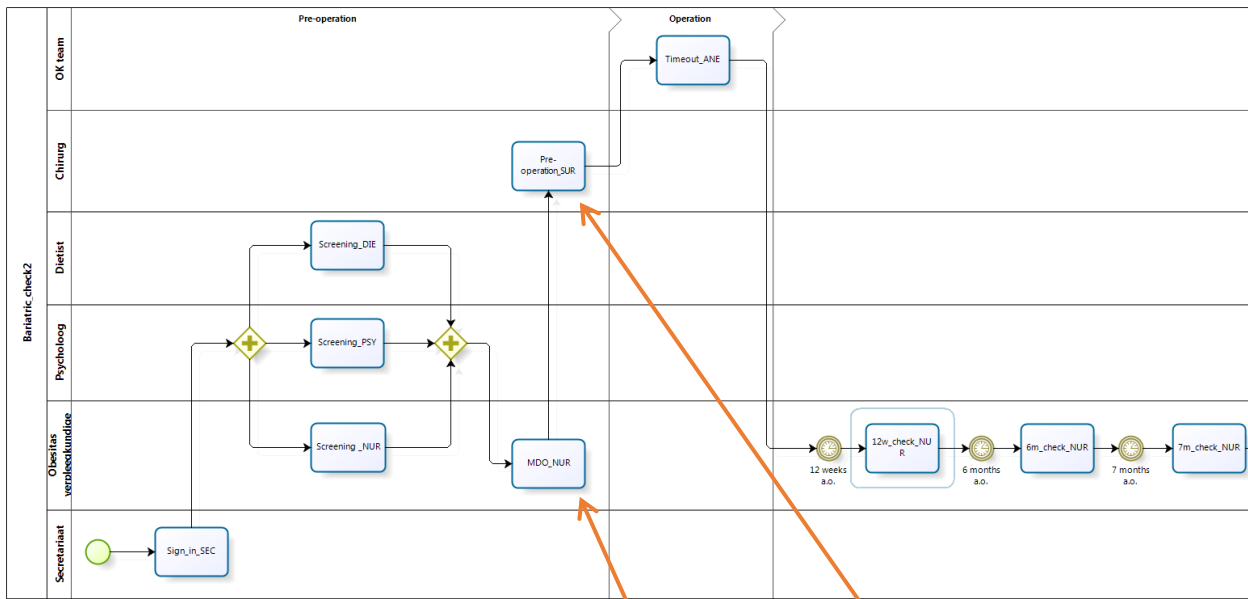 Pre-operation
Operation
Bariatric_check2
OK team
Timeout_ANE
Chirurg
Pre-
operation_SUR
Dietist
Screening_DIE
Psycholoog
Screening_PSY
Obesitas
verpleegkundige
Screening _NUR
MDO_NUR
12 weeks
a.o.
12w_check_NU
R
6 months
a.o.
6m_check_NUR
7 months
a.o.
7m_check_NUR
Secretariaat
Sign_in_SEC